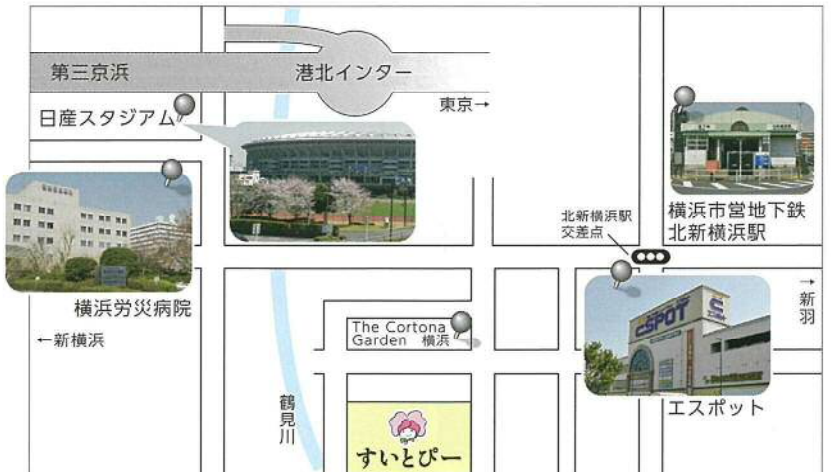 第三京浜
港北インター
東京→
日産スタジアム
横浜市営地下鉄
北新横浜駅
北新横浜駅
交差点
横浜労災病院
←新横浜
The Cortona
Garden 横浜
→
新羽
ESPOT
エスポット
鶴見川
すいとぴー